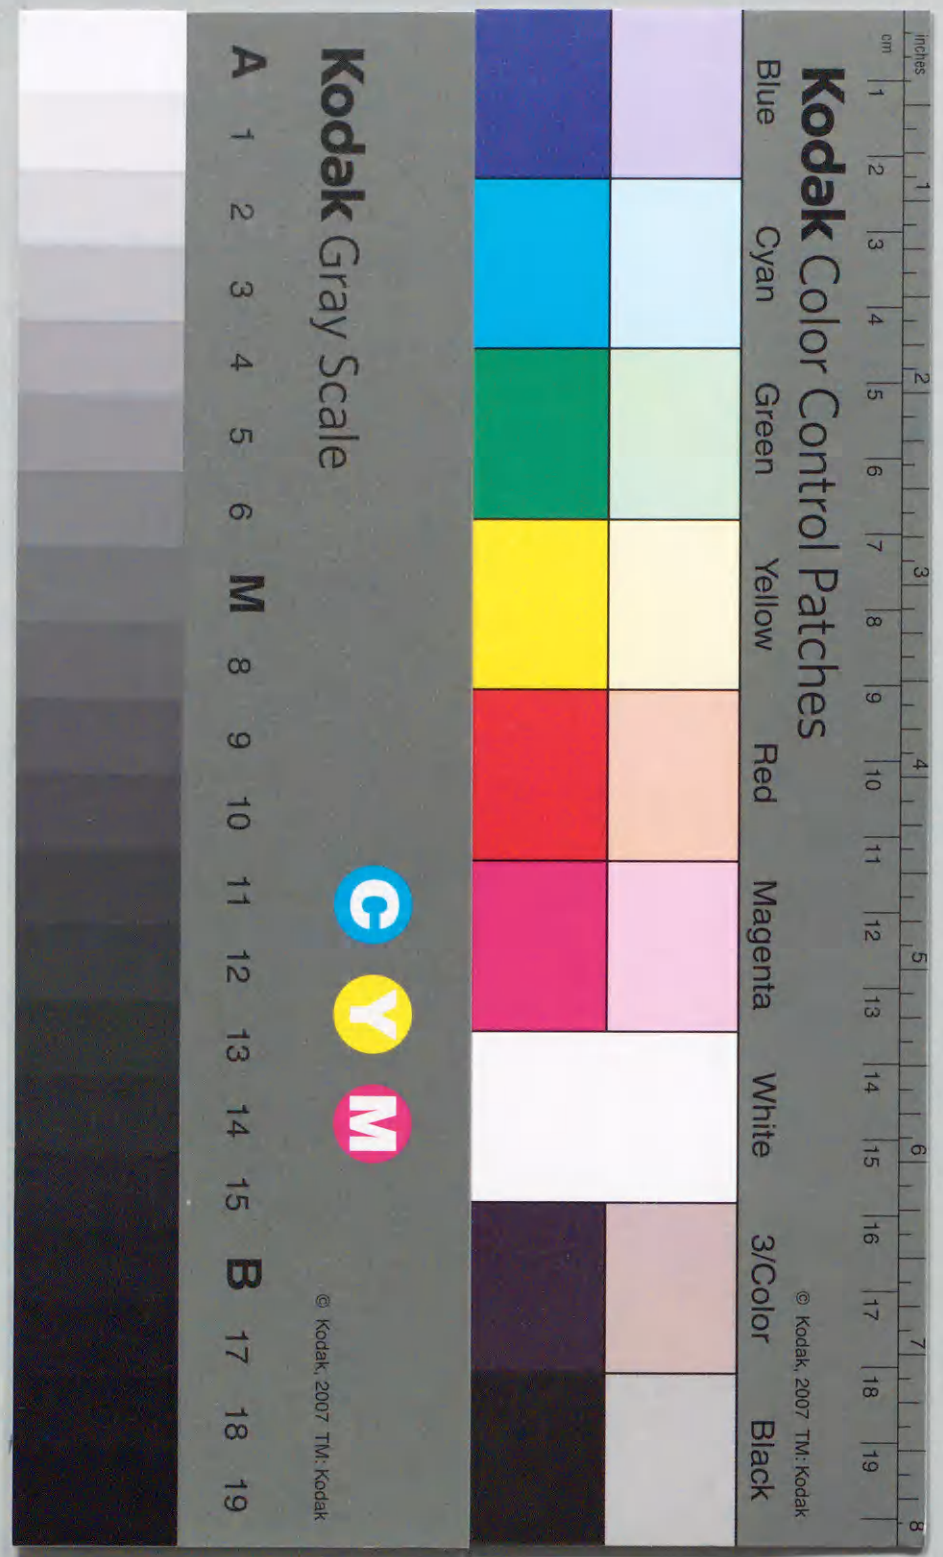 inches 1 2 3 4 5 6 7 8
cm 1 2 3 4 5 6 7 8 9 10 11 12 13 14 15 16 17 18 19
Kodak Color Control Patches
© Kodak, 2007 TM: Kodak
Blue Cyan Green Yellow Red Magenta White 3/Color Black
Kodak Gray Scale
C Y M
© Kodak, 2007 TM: Kodak
A 1 2 3 4 5 6 M 8 9 10 11 12 13 14 15 B 17 18 19